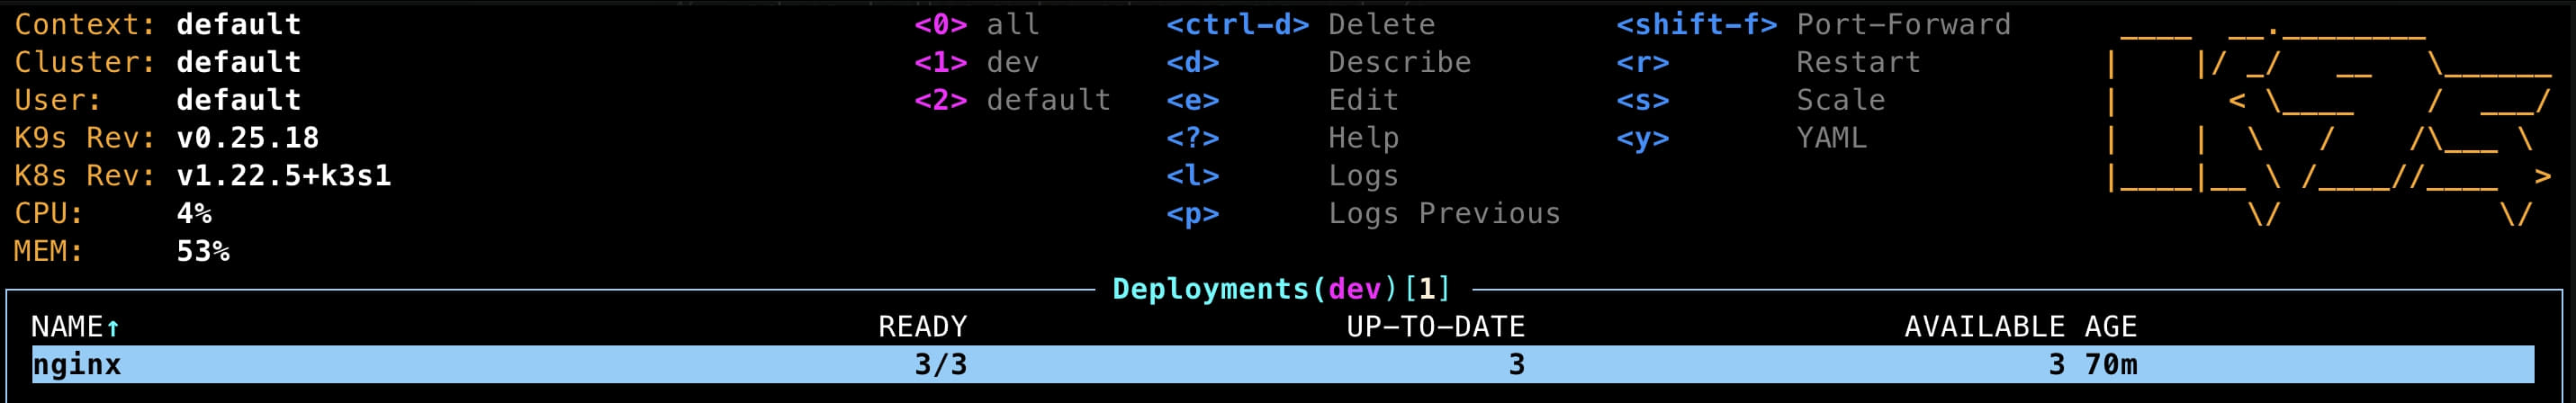 Context: default <0> all <ctrl-d> Delete <shift-f> Port-Forward
Cluster: default <1> dev <d> Describe <r> Restart
User: default <2> default <e> Edit <s> Scale
K9s Rev: v0.25.18 <?> Help <y> YAML
K8s Rev: v1.22.5+k3s1 <l> Logs
CPU: 4% <p> Logs Previous
MEM: 53%
Deployments(dev)[1]
NAME↑ READY UP-TO-DATE AVAILABLE AGE
nginx 3/3 3 3 70m